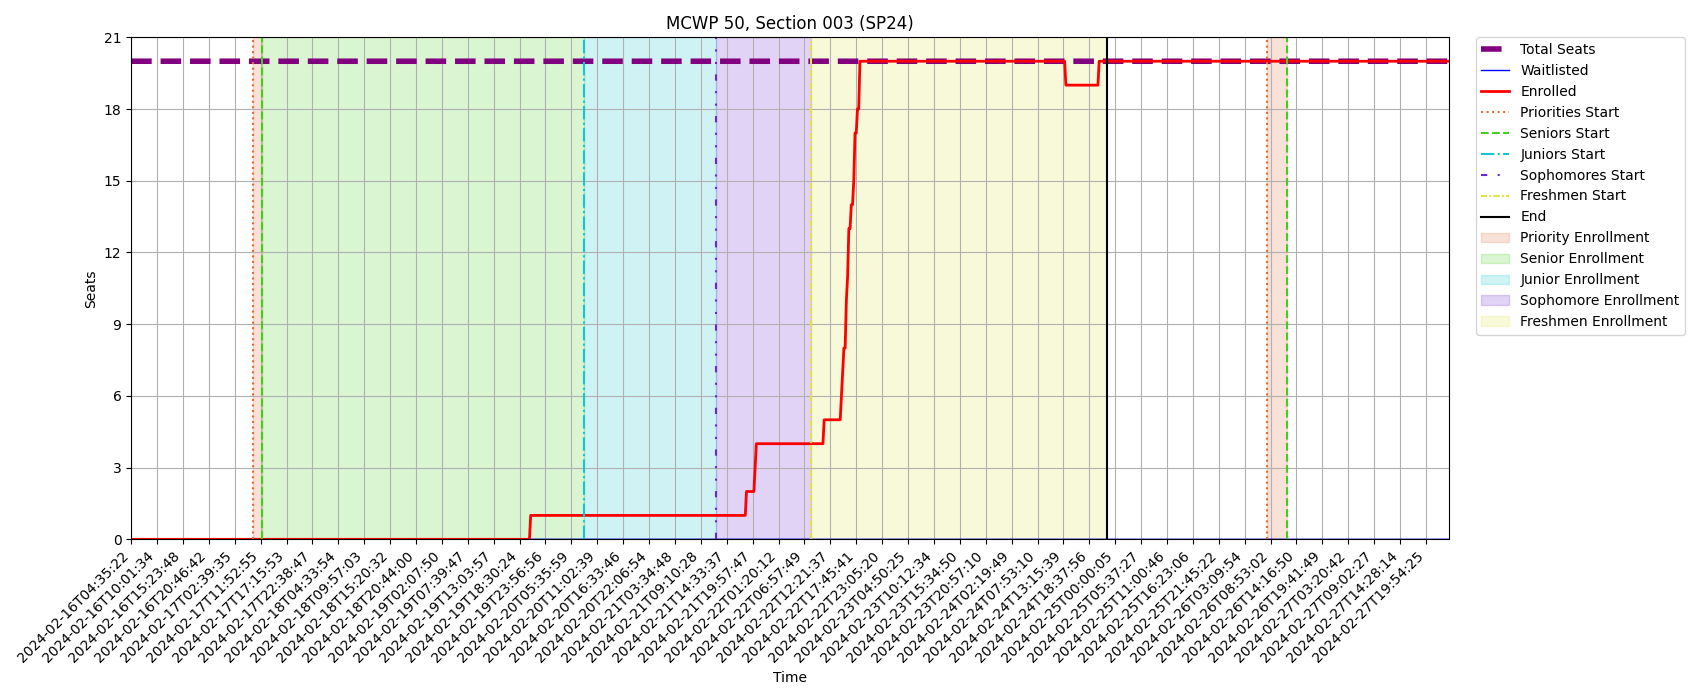 MCWP 50, Section 003 (SP24)
Seats
21
18
15
12
9
6
3
0
2024-02-16T04:35:22
2024-02-16T10:01:34
2024-02-16T15:23:48
2024-02-16T20:46:42
2024-02-17T02:39:35
2024-02-17T11:52:55
2024-02-17T17:15:53
2024-02-17T22:38:47
2024-02-18T04:33:54
2024-02-18T09:57:03
2024-02-18T15:20:32
2024-02-18T20:44:00
2024-02-19T02:07:50
2024-02-19T07:39:47
2024-02-19T13:03:57
2024-02-19T18:30:24
2024-02-19T23:56:56
2024-02-20T05:35:59
2024-02-20T11:02:39
2024-02-20T16:33:46
2024-02-20T22:06:54
2024-02-21T03:34:48
2024-02-21T09:10:28
2024-02-21T14:33:37
2024-02-21T19:57:47
2024-02-22T01:20:12
2024-02-22T06:57:49
2024-02-22T12:21:37
2024-02-22T17:45:41
2024-02-22T23:05:20
2024-02-23T04:50:25
2024-02-23T10:12:34
2024-02-23T15:34:50
2024-02-23T20:57:10
2024-02-24T02:19:49
2024-02-24T07:53:10
2024-02-24T13:15:39
2024-02-24T18:37:56
2024-02-25T00:00:05
2024-02-25T05:37:27
2024-02-25T11:00:46
2024-02-25T16:23:06
2024-02-25T21:45:22
2024-02-26T03:09:54
2024-02-26T08:53:02
2024-02-26T14:16:50
2024-02-26T19:41:49
2024-02-27T03:20:42
2024-02-27T09:02:27
2024-02-27T14:28:14
2024-02-27T19:54:25
Time
Total Seats
Waitlisted
Enrolled
Priorities Start
Seniors Start
Juniors Start
Sophomores Start
Freshmen Start
End
Priority Enrollment
Senior Enrollment
Junior Enrollment
Sophomore Enrollment
Freshmen Enrollment